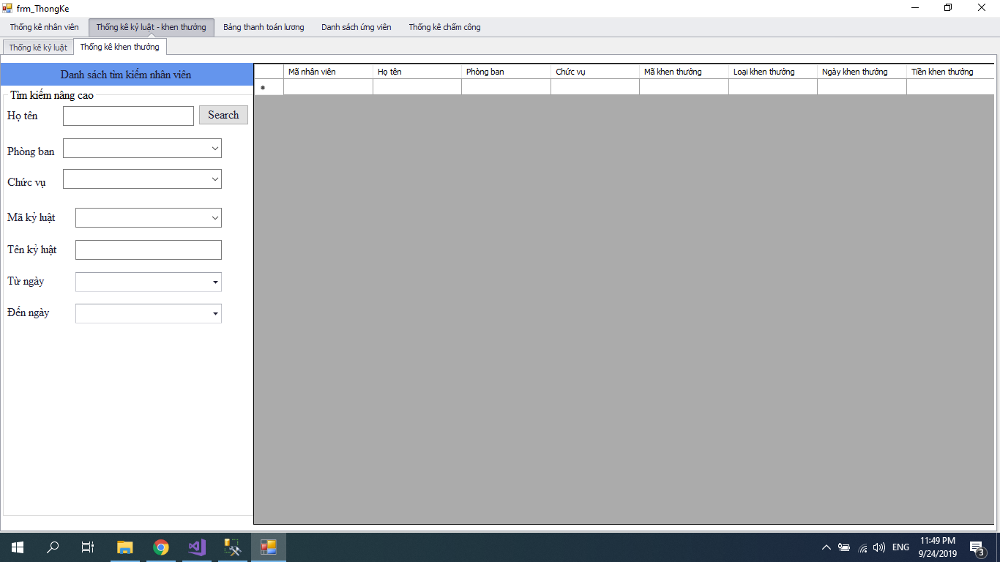 frm_ThongKe
Thống kê nhân viên
Thống kê kỷ luật - khen thưởng
Bảng thanh toán lương
Danh sách ứng viên
Thống kê chấm công
Thống kê kỷ luật
Thống kê khen thưởng
Danh sách tìm kiếm nhân viên
Tìm kiếm nâng cao
Họ tên
Search
Phòng ban
Chức vụ
Mã kỷ luật
Tên kỷ luật
Từ ngày
Đến ngày
Mã nhân viên
Họ tên
Phòng ban
Chức vụ
Mã khen thưởng
Loại khen thưởng
Ngày khen thưởng
Tiền khen thưởng
ENG
11:49 PM
9/24/2019
3